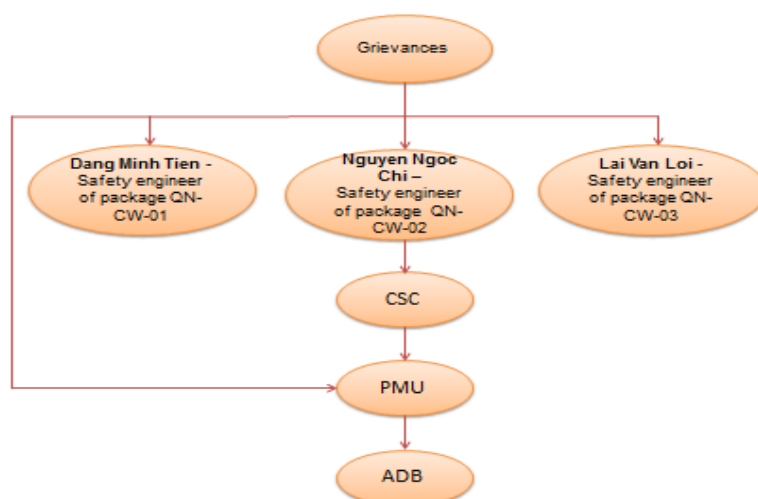 Grievances
Dang Minh Tien -
Safety engineer
of package QN-
CW-01
Nguyen Ngoc
Chi –
Safety engineer
of package QN-
CW-02
Lai Van Loi -
Safety engineer
of package QN-
CW-03
CSC
PMU
ADB